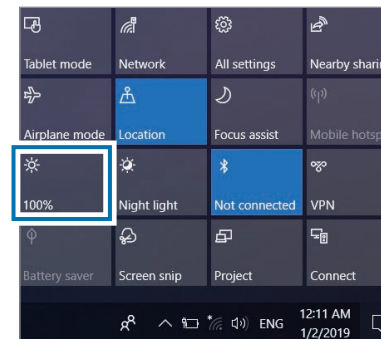 Tablet mode Network All settings Nearby sharin
Airplane mode Location Focus assist Mobile hotsp
100% Night light Not connected VPN
Battery saver Screen snip Project Connect
ENG 12:11 AM
1/2/2019